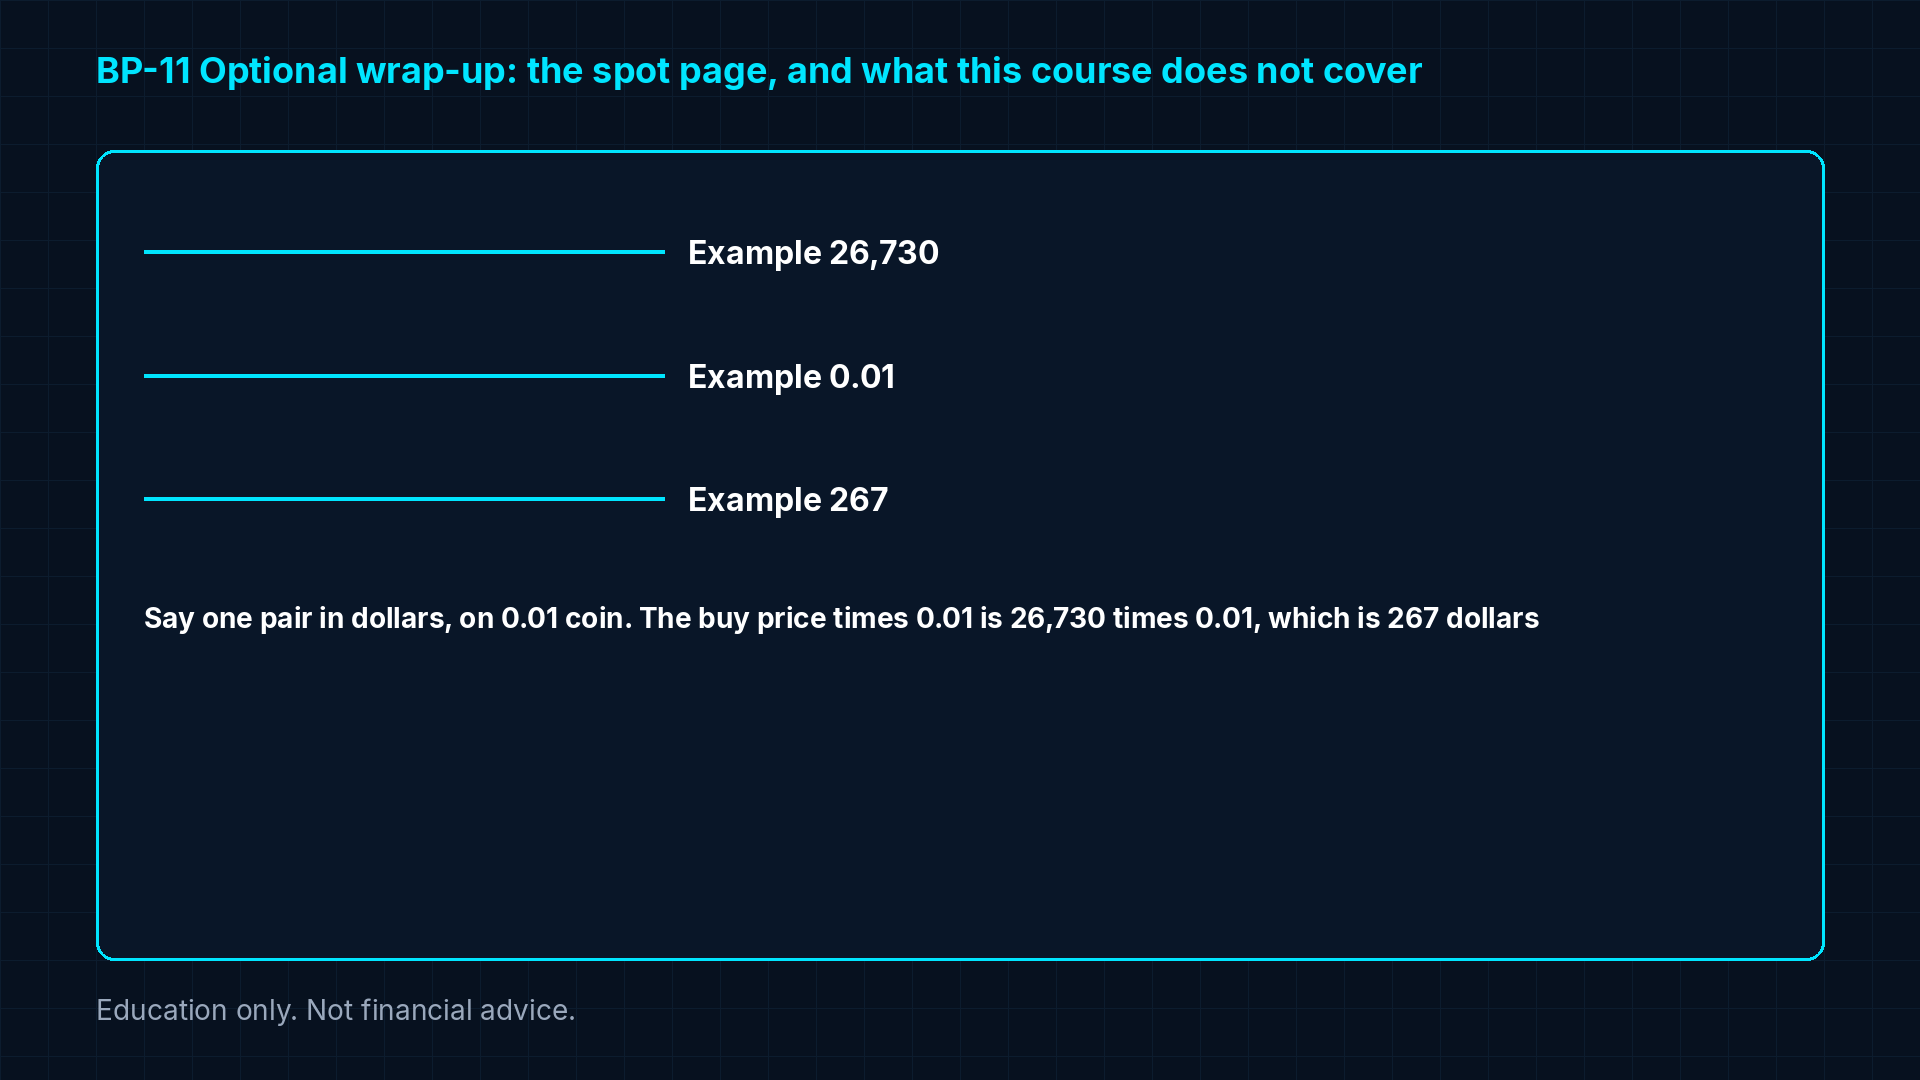 BP-11 Optional wrap-up: the spot page, and what this course does not cover
Example 26,730
Example 0.01
Example 267
Say one pair in dollars, on 0.01 coin. The buy price times 0.01 is 26,730 times 0.01, which is 267 dollars
Education only. Not financial advice.